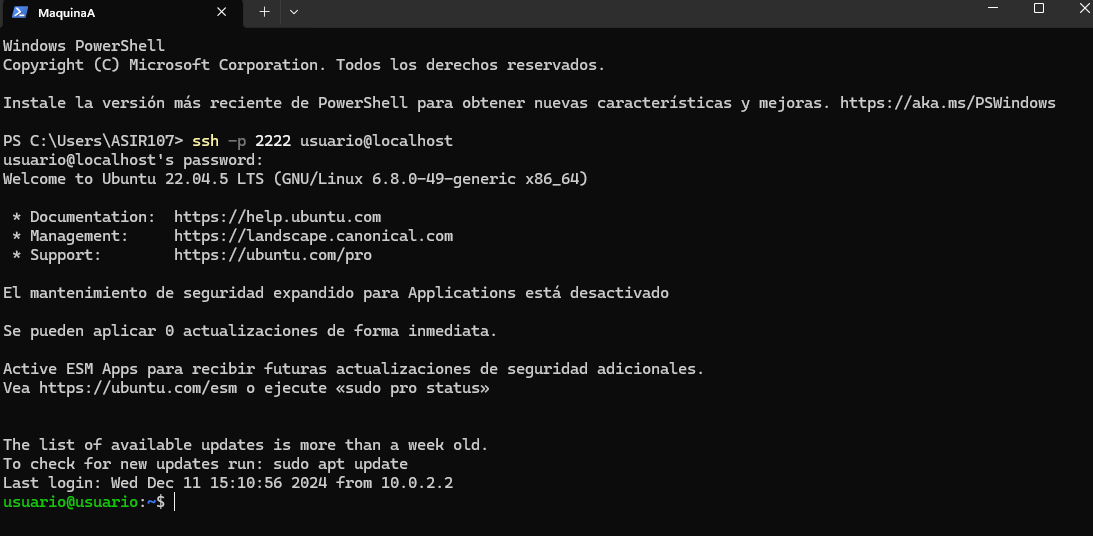 MaquinaA
Windows PowerShell
Copyright (C) Microsoft Corporation. Todos los derechos reservados.
Instale la versión más reciente de PowerShell para obtener nuevas características y mejoras. https://aka.ms/PSWindows
PS C:\Users\ASIR107> ssh -p 2222 usuario@localhost
usuario@localhost's password:
Welcome to Ubuntu 22.04.5 LTS (GNU/Linux 6.8.0-49-generic x86_64)
* Documentation:  https://help.ubuntu.com
* Management:     https://landscape.canonical.com
* Support:        https://ubuntu.com/pro
El mantenimiento de seguridad expandido para Applications está desactivado
Se pueden aplicar 0 actualizaciones de forma inmediata.
Active ESM Apps para recibir futuras actualizaciones de seguridad adicionales.
Vea https://ubuntu.com/esm o ejecute «sudo pro status»
The list of available updates is more than a week old.
To check for new updates run: sudo apt update
Last login: Wed Dec 11 15:10:56 2024 from 10.0.2.2
usuario@usuario:~$